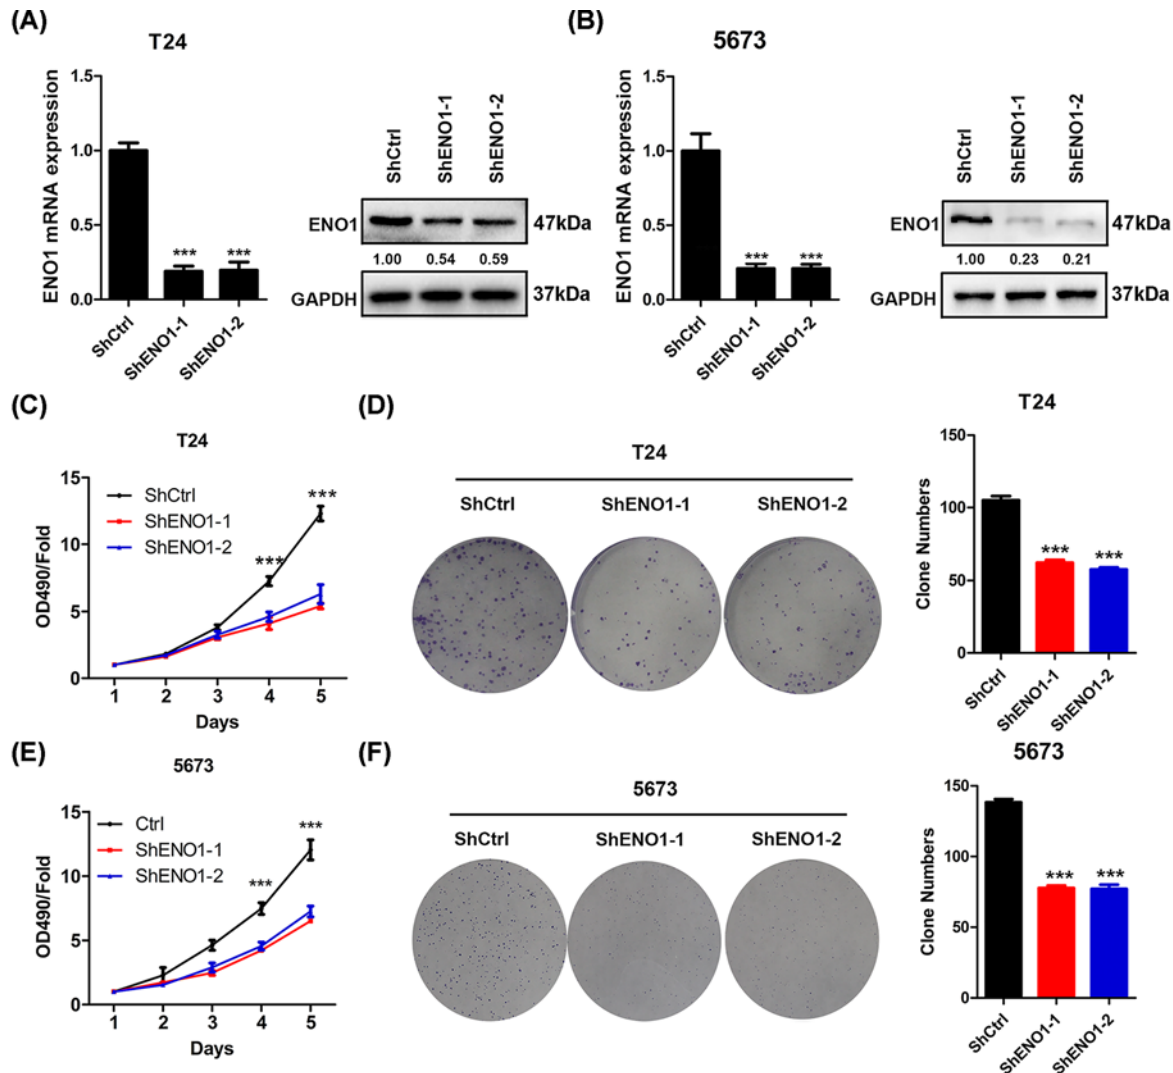 (A)
T24
ENO1 mRNA expression
1.5
1.0
0.5
0.0
***
***
ShCtrl
ShENO1-1
ShENO1-2
ShCtrl
ShENO1-1
ShENO1-2
ENO1
47kDa
1.00 0.54 0.59
GAPDH
37kDa
(B)
5673
ENO1 mRNA expression
1.5
1.0
0.5
0.0
***
***
ShCtrl
ShENO1-1
ShENO1-2
ShCtrl
ShENO1-1
ShENO1-2
ENO1
47kDa
1.00 0.23 0.21
GAPDH
37kDa
(C)
T24
OD490/Fold
15
10
5
0
ShCtrl
ShENO1-1
ShENO1-2
***
***
1 2 3 4 5
Days
(D)
T24
ShCtrl ShENO1-1 ShENO1-2
T24
Clone Numbers
150
100
50
0
***
***
ShCtrl
ShENO1-1
ShENO1-2
(E)
5673
OD490/Fold
15
10
5
0
Ctrl
ShENO1-1
ShENO1-2
***
***
1 2 3 4 5
Days
(F)
5673
ShCtrl ShENO1-1 ShENO1-2
5673
Clone Numbers
150
100
50
0
***
***
ShCtrl
ShENO1-1
ShENO1-2